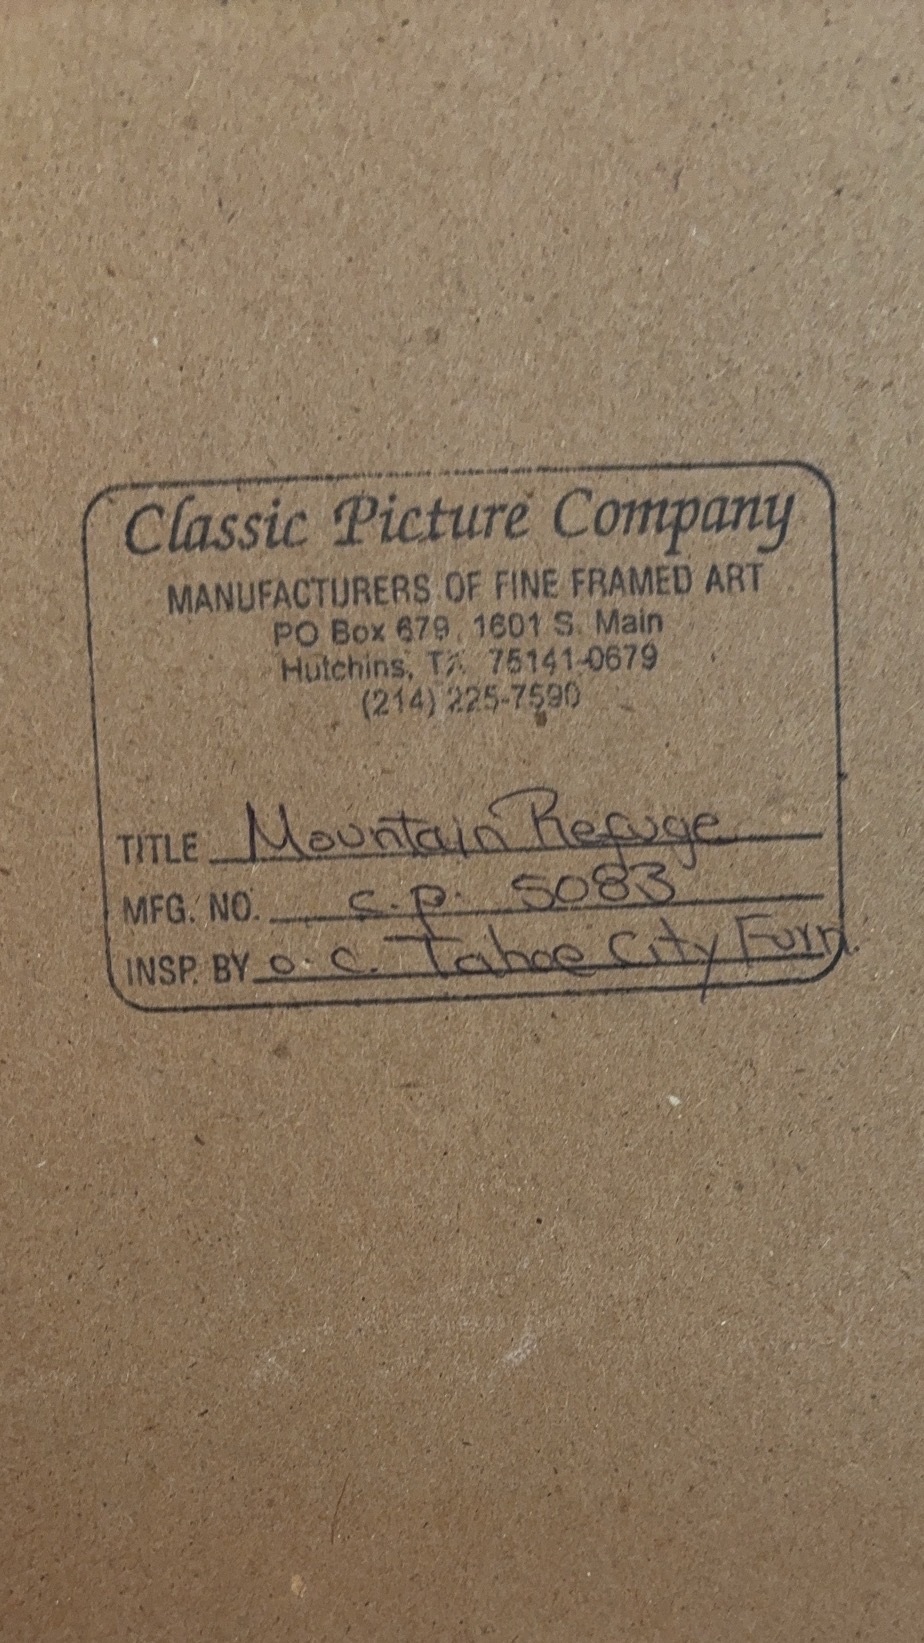 Classic Picture Company
MANUFACTURERS OF FINE FRAMED ART
PO Box 679, 1601 S. Main
Hutchins, TX 75141-0679
(214) 225-7590
TITLE Mountain Refuge
MFG. NO. c.p. 5083
INSP. BY o.c. Tahoe City Furn.